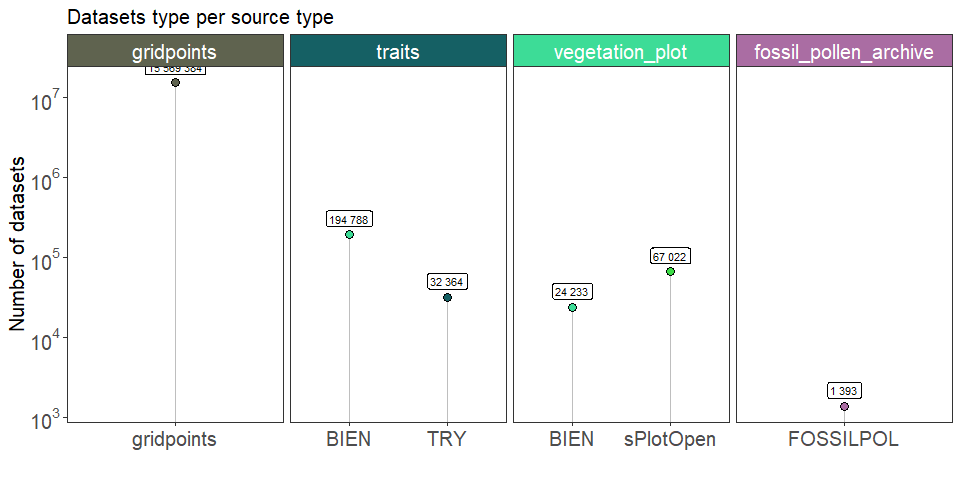 Datasets type per source type
gridpoints traits vegetation_plot fossil_pollen_archive
Number of datasets
10^7
10^6
10^5
10^4
10^3
15 569 384
194 788
32 364
24 233
67 022
1 393
gridpoints BIEN TRY BIEN sPlotOpen FOSSILPOL